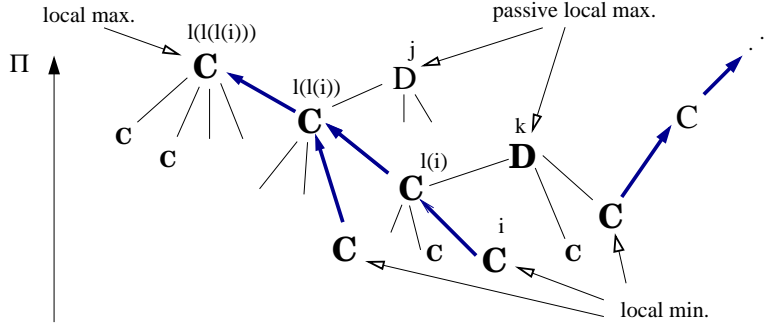 local max.
passive local max.
l(l(l(i)))
Π
C
l(l(i))
j
D
C
k
C
C
C
l(i)
D
C
C
C
i
C
C
C
C
local min.